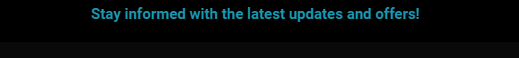 Stay informed with the latest updates and offers!